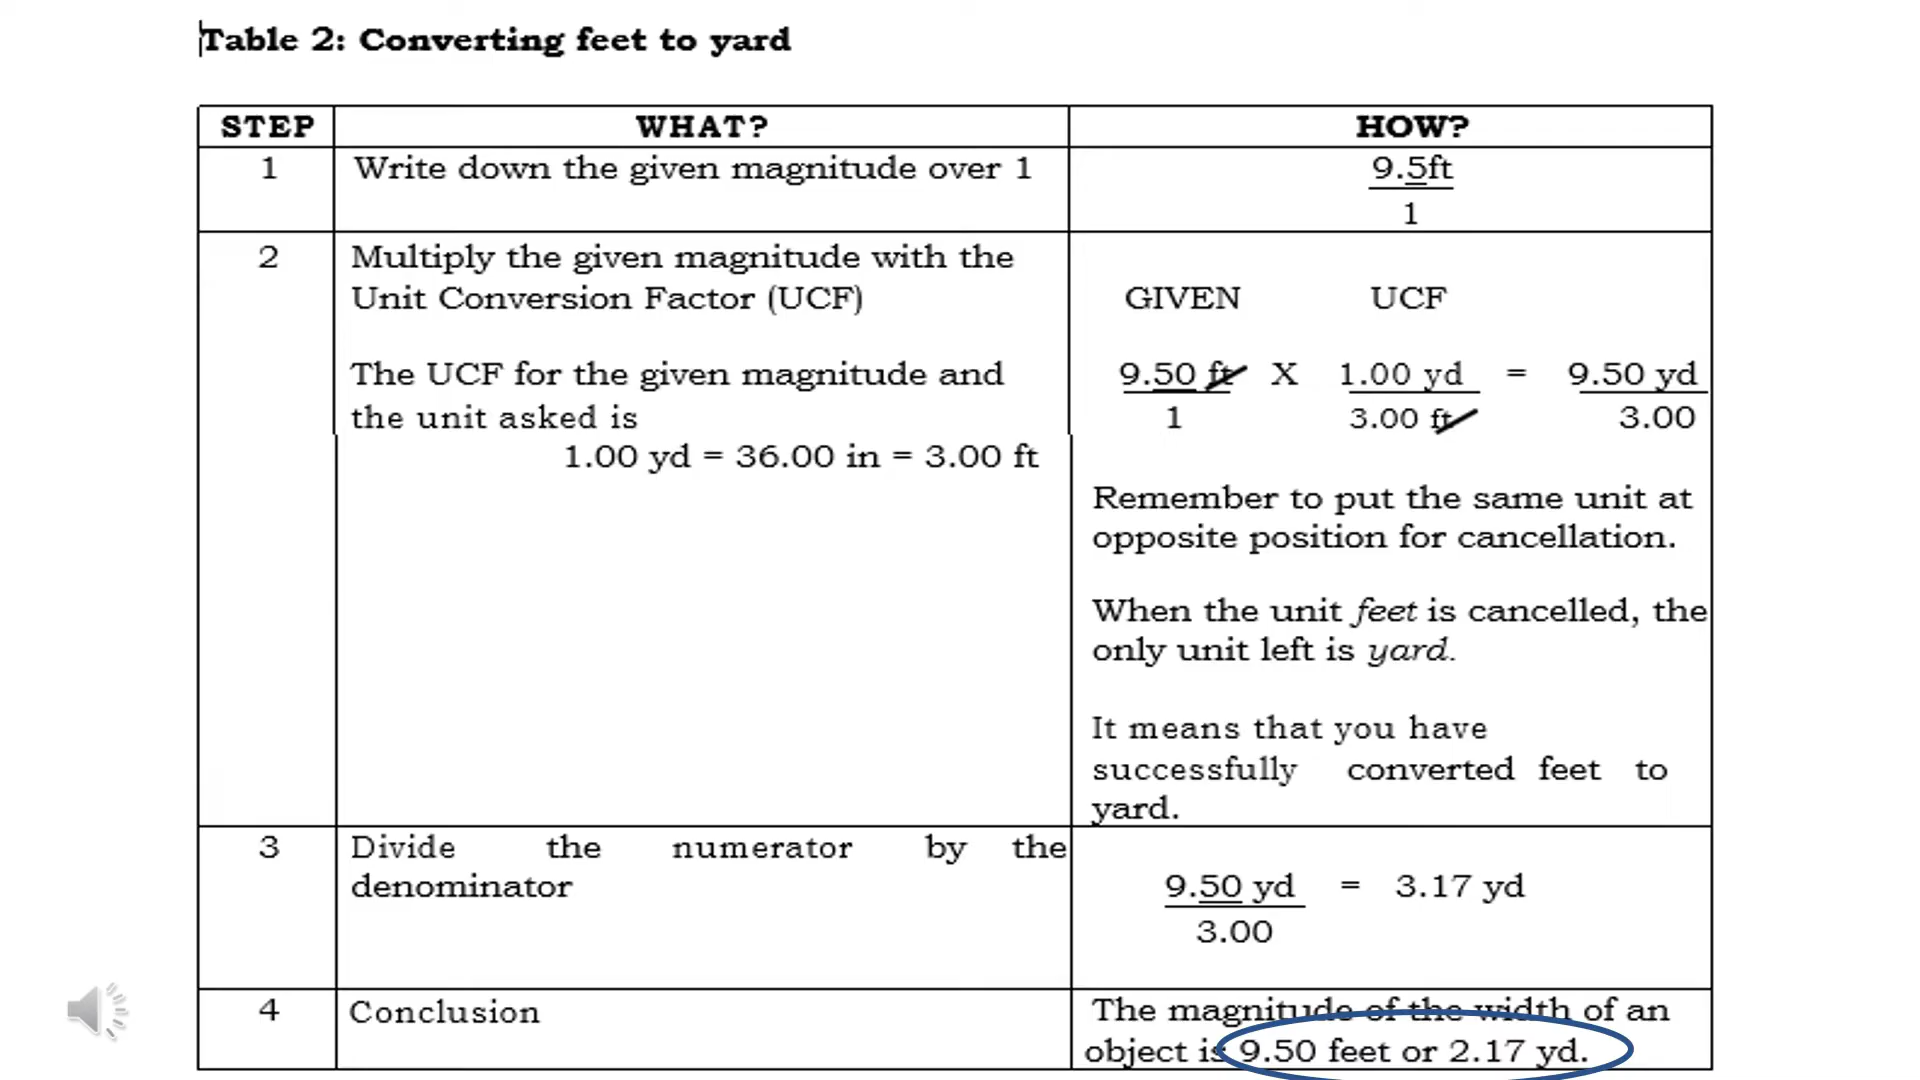 Table 2: Converting feet to yard
STEP WHAT? HOW?
1 Write down the given magnitude over 1 9.5ft
1
2 Multiply the given magnitude with the
Unit Conversion Factor (UCF) GIVEN UCF
The UCF for the given magnitude and 9.50 ft X 1.00 yd = 9.50 yd
the unit asked is 1 3.00 ft 3.00
1.00 yd = 36.00 in = 3.00 ft
Remember to put the same unit at
opposite position for cancellation.
When the unit feet is cancelled, the
only unit left is yard.
It means that you have
successfully converted feet to
yard.
3 Divide the numerator by the
denominator 9.50 yd = 3.17 yd
3.00
4 Conclusion The magnitude of the width of an
object is 9.50 feet or 2.17 yd.